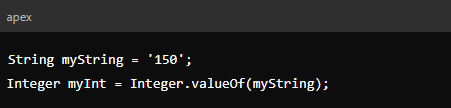 apex
String myString = '150';
Integer myInt = Integer.valueOf(myString);